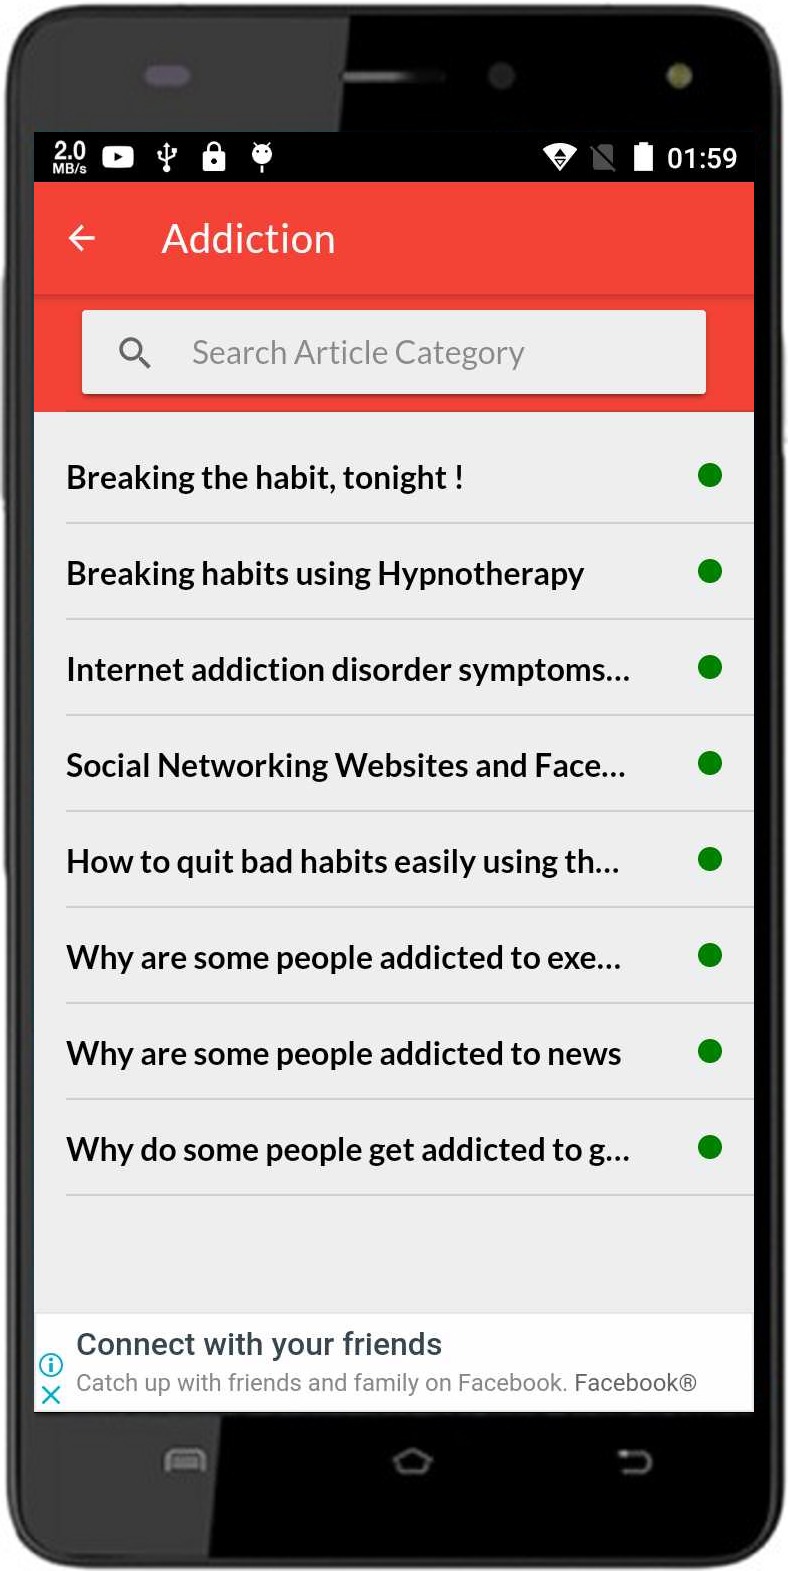 2.0
MB/s
01:59
Addiction
Search Article Category
Breaking the habit, tonight !
Breaking habits using Hypnotherapy
Internet addiction disorder symptoms...
Social Networking Websites and Face...
How to quit bad habits easily using th...
Why are some people addicted to exe...
Why are some people addicted to news
Why do some people get addicted to g...
Connect with your friends
Catch up with friends and family on Facebook. Facebook®